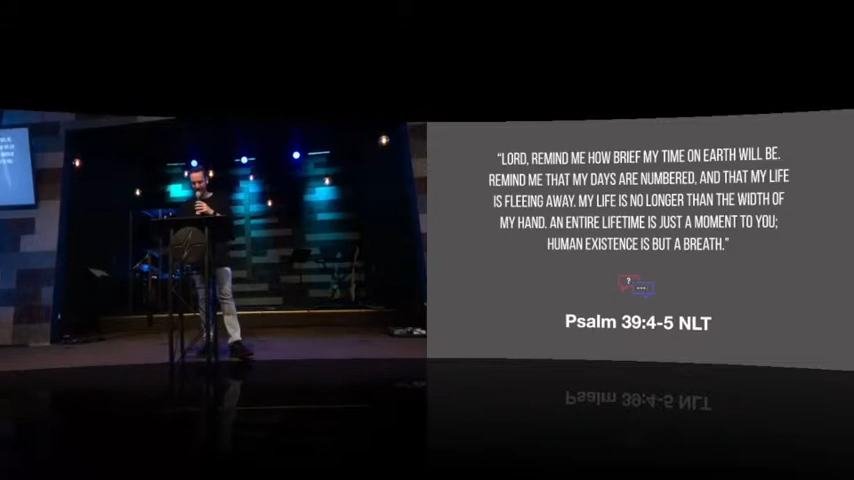 "LORD, REMIND ME HOW BRIEF MY TIME ON EARTH WILL BE.
REMIND ME THAT MY DAYS ARE NUMBERED, AND THAT MY LIFE
IS FLEEING AWAY. MY LIFE IS NO LONGER THAN THE WIDTH OF
MY HAND. AN ENTIRE LIFETIME IS JUST A MOMENT TO YOU;
HUMAN EXISTENCE IS BUT A BREATH."
Psalm 39:4-5 NLT